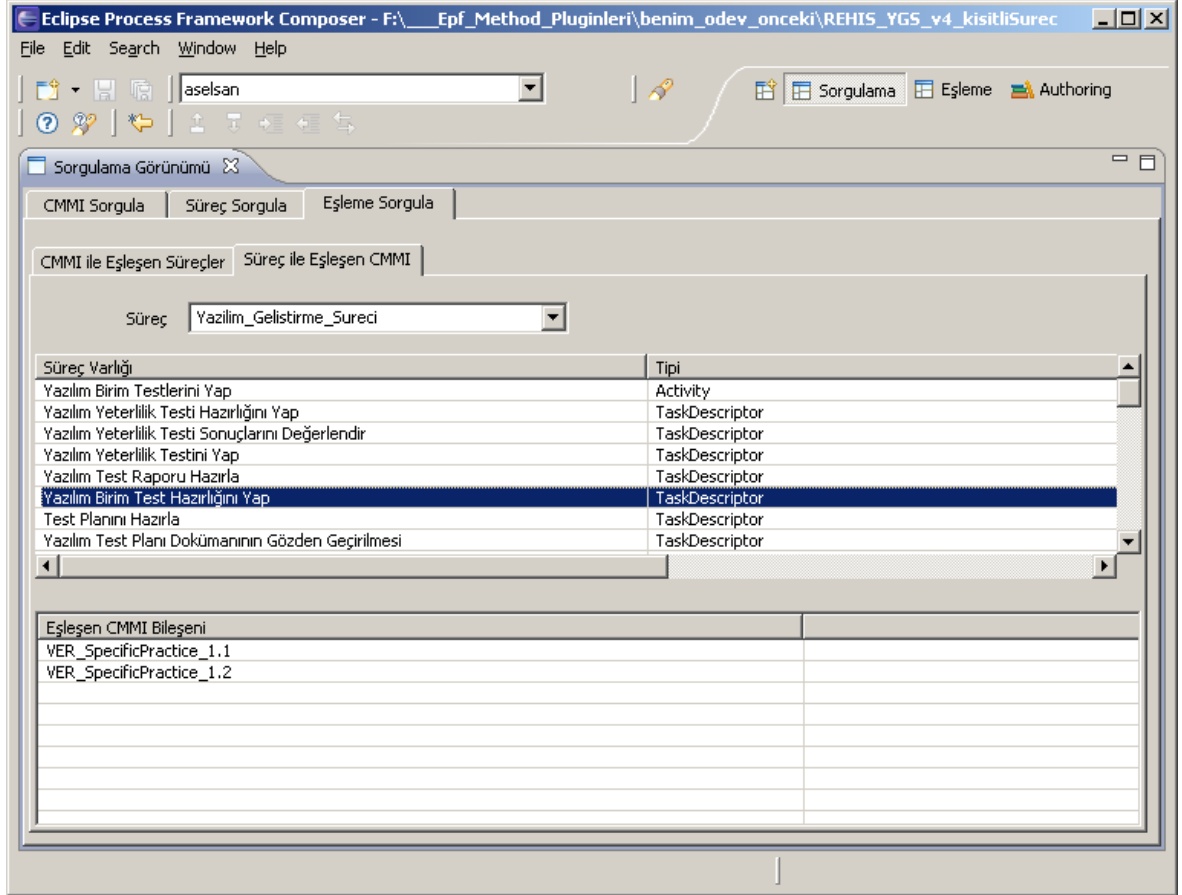 Eclipse Process Framework Composer - F:\___Epf_Method_Pluginleri\benim_odev_onceki\REHIS_YGS_v4_kisitliSurec
File Edit Search Window Help
aselsan
Sorgulama Eşleme Authoring
Sorgulama Görünümü
CMMI Sorgula Süreç Sorgula Eşleme Sorgula
CMMI ile Eşleşen Süreçler Süreç ile Eşleşen CMMI
Süreç Yazilim_Gelistirme_Sureci
Süreç Varlığı Tipi
Yazılım Birim Testlerini Yap Activity
Yazılım Yeterlilik Testi Hazırlığını Yap TaskDescriptor
Yazılım Yeterlilik Testi Sonuçlarını Değerlendir TaskDescriptor
Yazılım Yeterlilik Testini Yap TaskDescriptor
Yazılım Test Raporu Hazırla TaskDescriptor
Yazılım Birim Test Hazırlığını Yap TaskDescriptor
Test Planını Hazırla TaskDescriptor
Yazılım Test Planı Dokümanının Gözden Geçirilmesi TaskDescriptor
Eşleşen CMMI Bileşeni
VER_SpecificPractice_1.1
VER_SpecificPractice_1.2